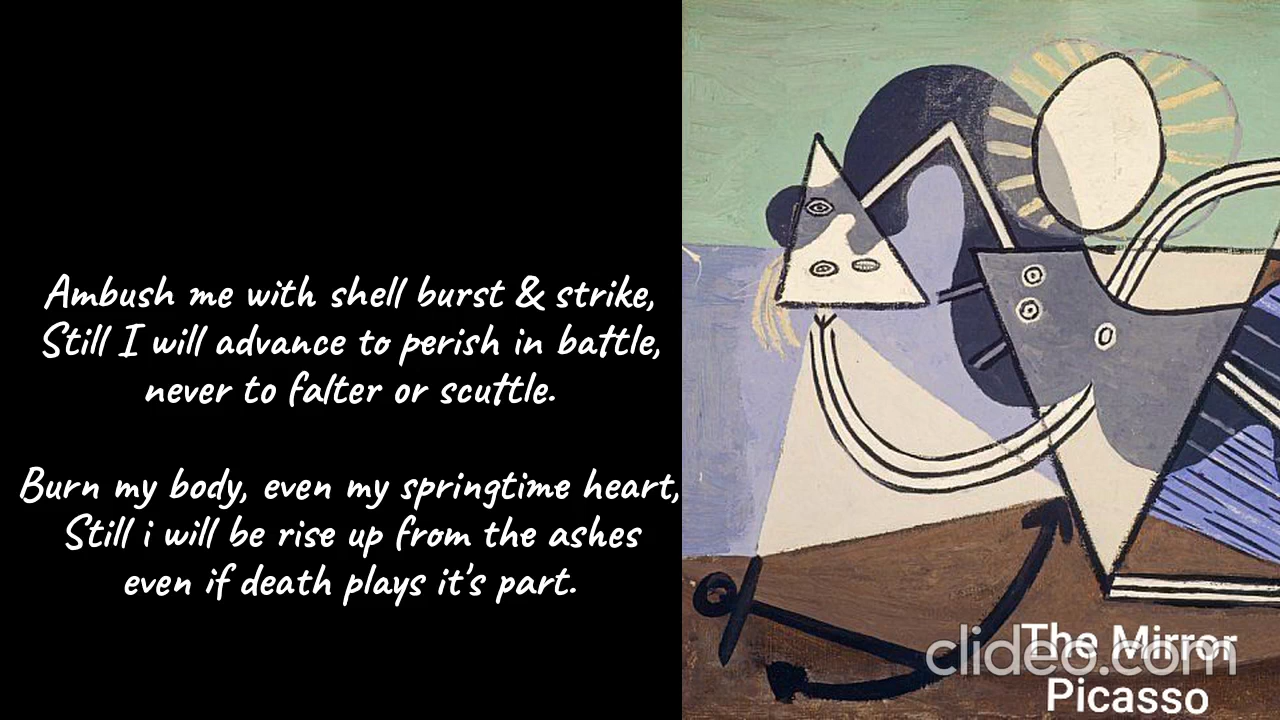 Ambush me with shell burst & strike,
Still I will advance to perish in battle,
never to falter or scuttle.
Burn my body, even my springtime heart,
Still i will be rise up from the ashes
even if death plays it's part.
clideo.com
The Mirror
Picasso